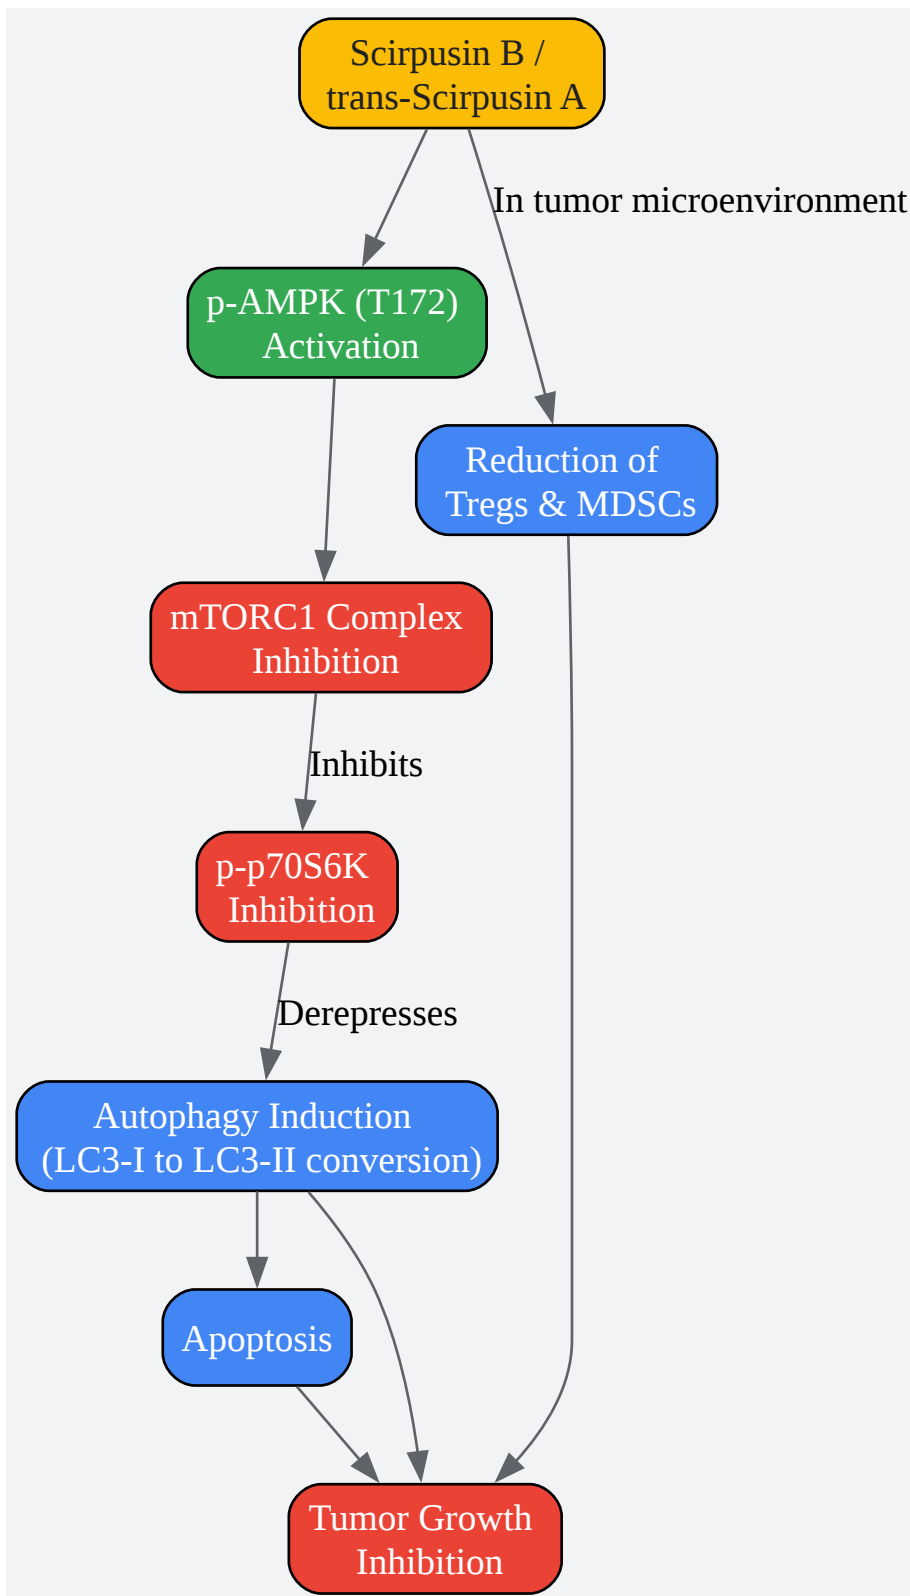 Scirpusin B /
trans-Scirpusin A
In tumor microenvironment
p-AMPK (T172)
Activation
Reduction of
Tregs & MDSCs
mTORC1 Complex
Inhibition
Inhibits
p-p70S6K
Inhibition
Derepresses
Autophagy Induction
(LC3-I to LC3-II conversion)
Apoptosis
Tumor Growth
Inhibition